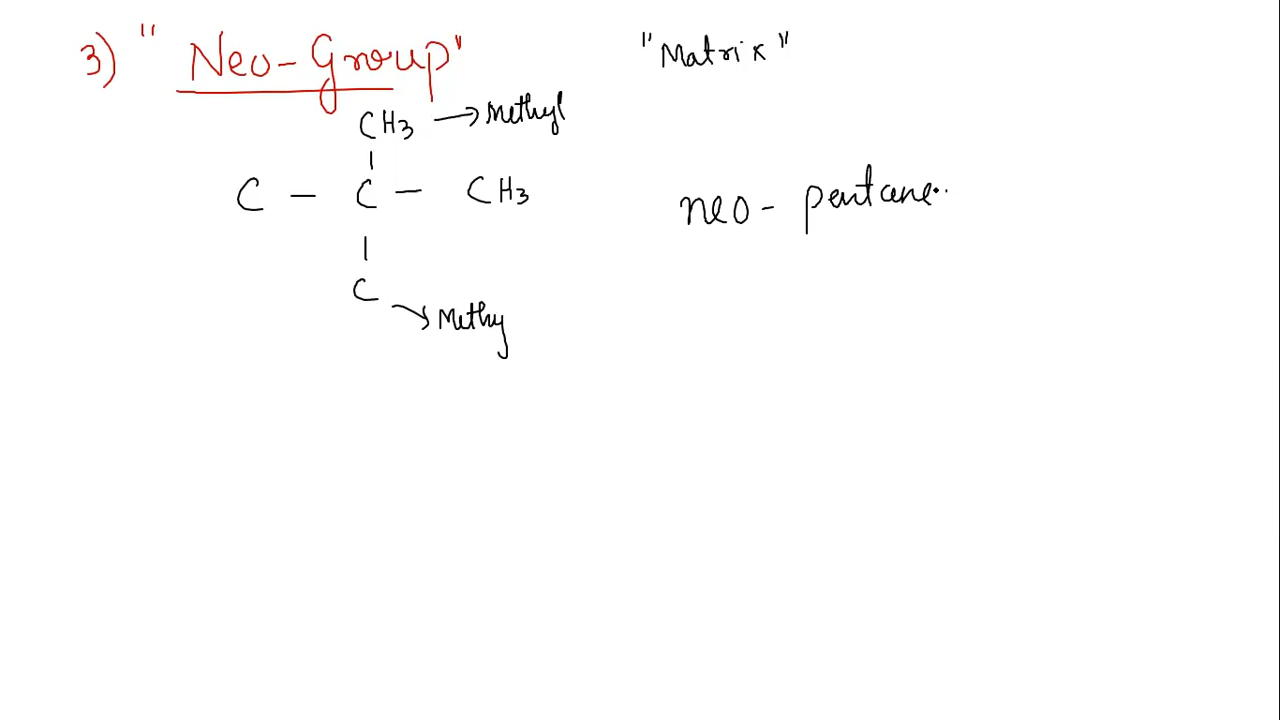 3) "Neo-Group"
"Matrix"
CH3 → Methyl
|
C - C - CH3
neo - pentane..
|
C
→ Methy